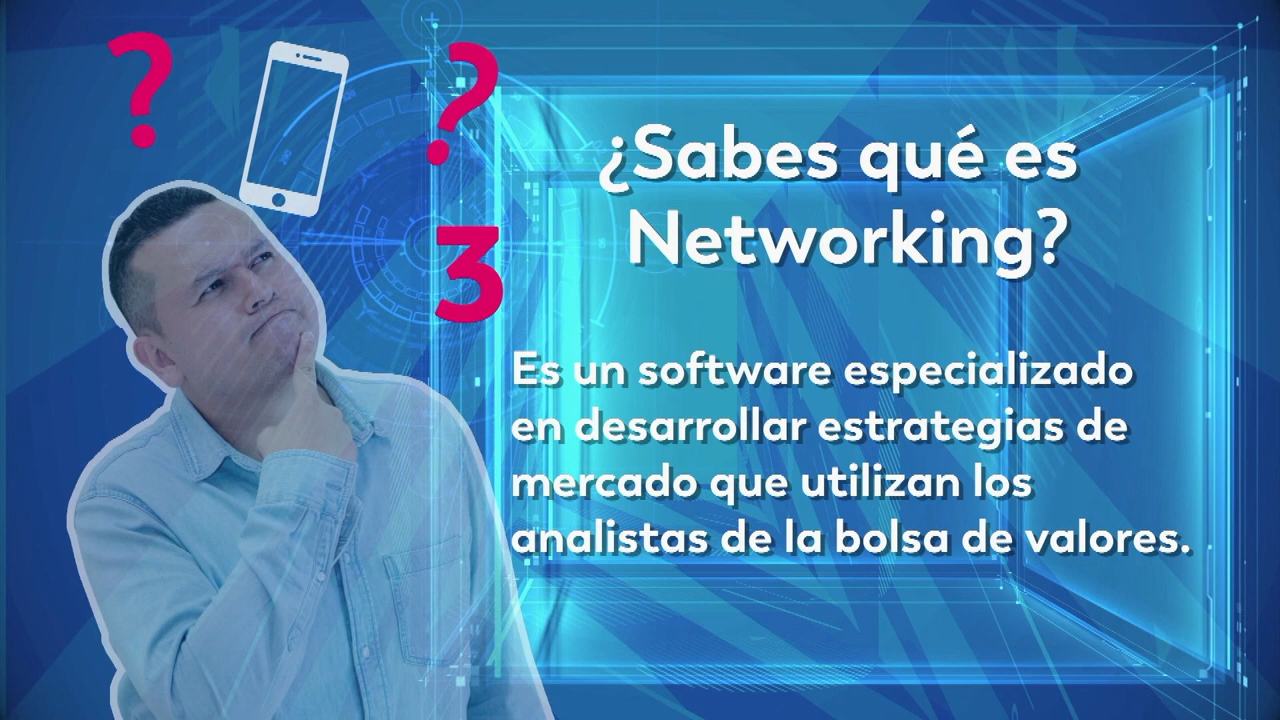 ?
?
¿Sabes qué es
Networking?
3
Es un software especializado
en desarrollar estrategias de
mercado que utilizan los
analistas de la bolsa de valores.